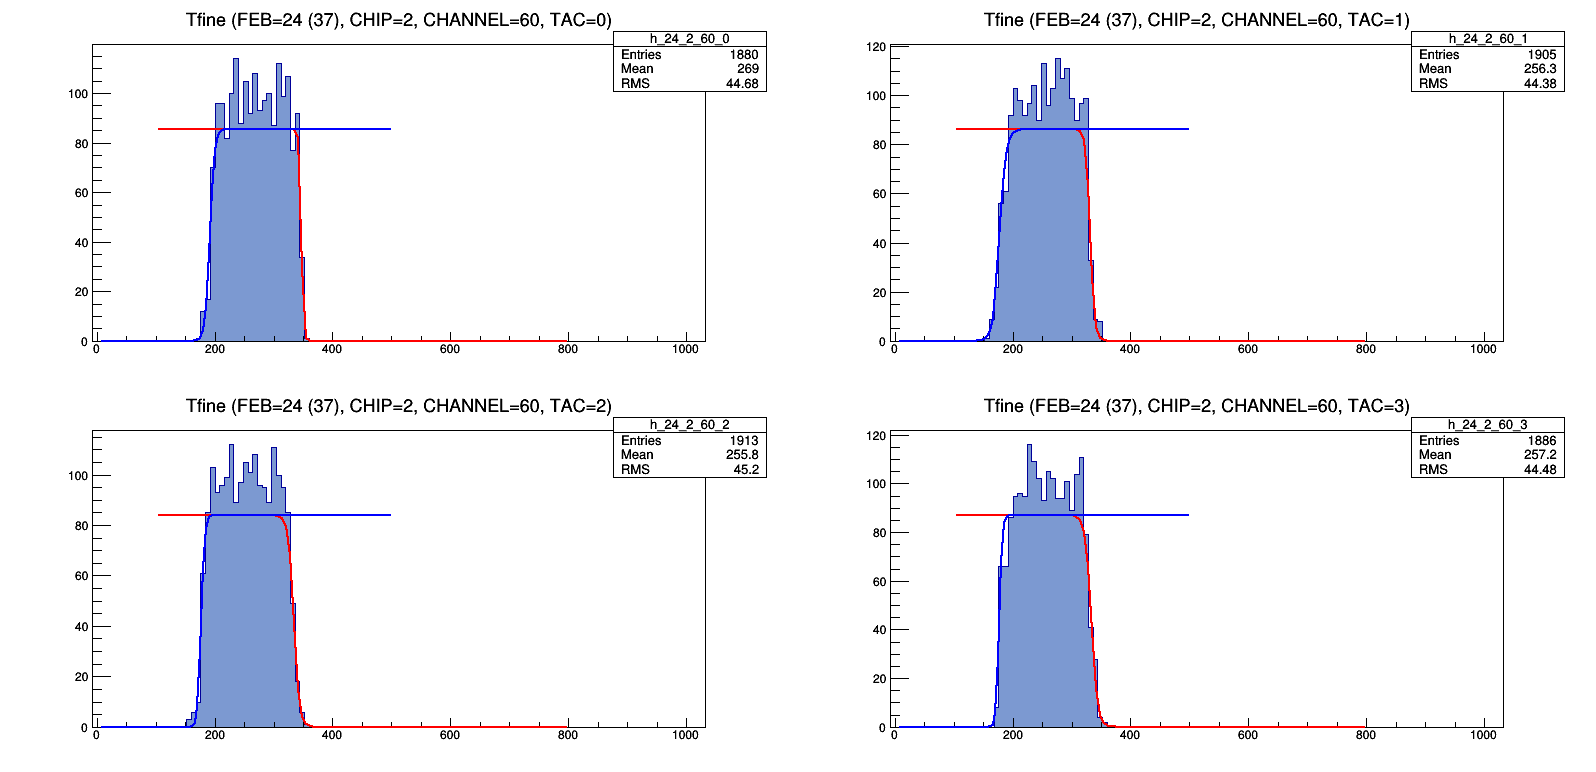 Tfine (FEB=24 (37), CHIP=2, CHANNEL=60, TAC=0)
h_24_2_60_0
Entries 1880
Mean 269
RMS 44.68
100
80
60
40
20
0
0 200 400 600 800 1000
Tfine (FEB=24 (37), CHIP=2, CHANNEL=60, TAC=1)
h_24_2_60_1
Entries 1905
Mean 256.3
RMS 44.38
120
100
80
60
40
20
0
0 200 400 600 800 1000
Tfine (FEB=24 (37), CHIP=2, CHANNEL=60, TAC=2)
h_24_2_60_2
Entries 1913
Mean 255.8
RMS 45.2
100
80
60
40
20
0
0 200 400 600 800 1000
Tfine (FEB=24 (37), CHIP=2, CHANNEL=60, TAC=3)
h_24_2_60_3
Entries 1886
Mean 257.2
RMS 44.48
120
100
80
60
40
20
0
0 200 400 600 800 1000